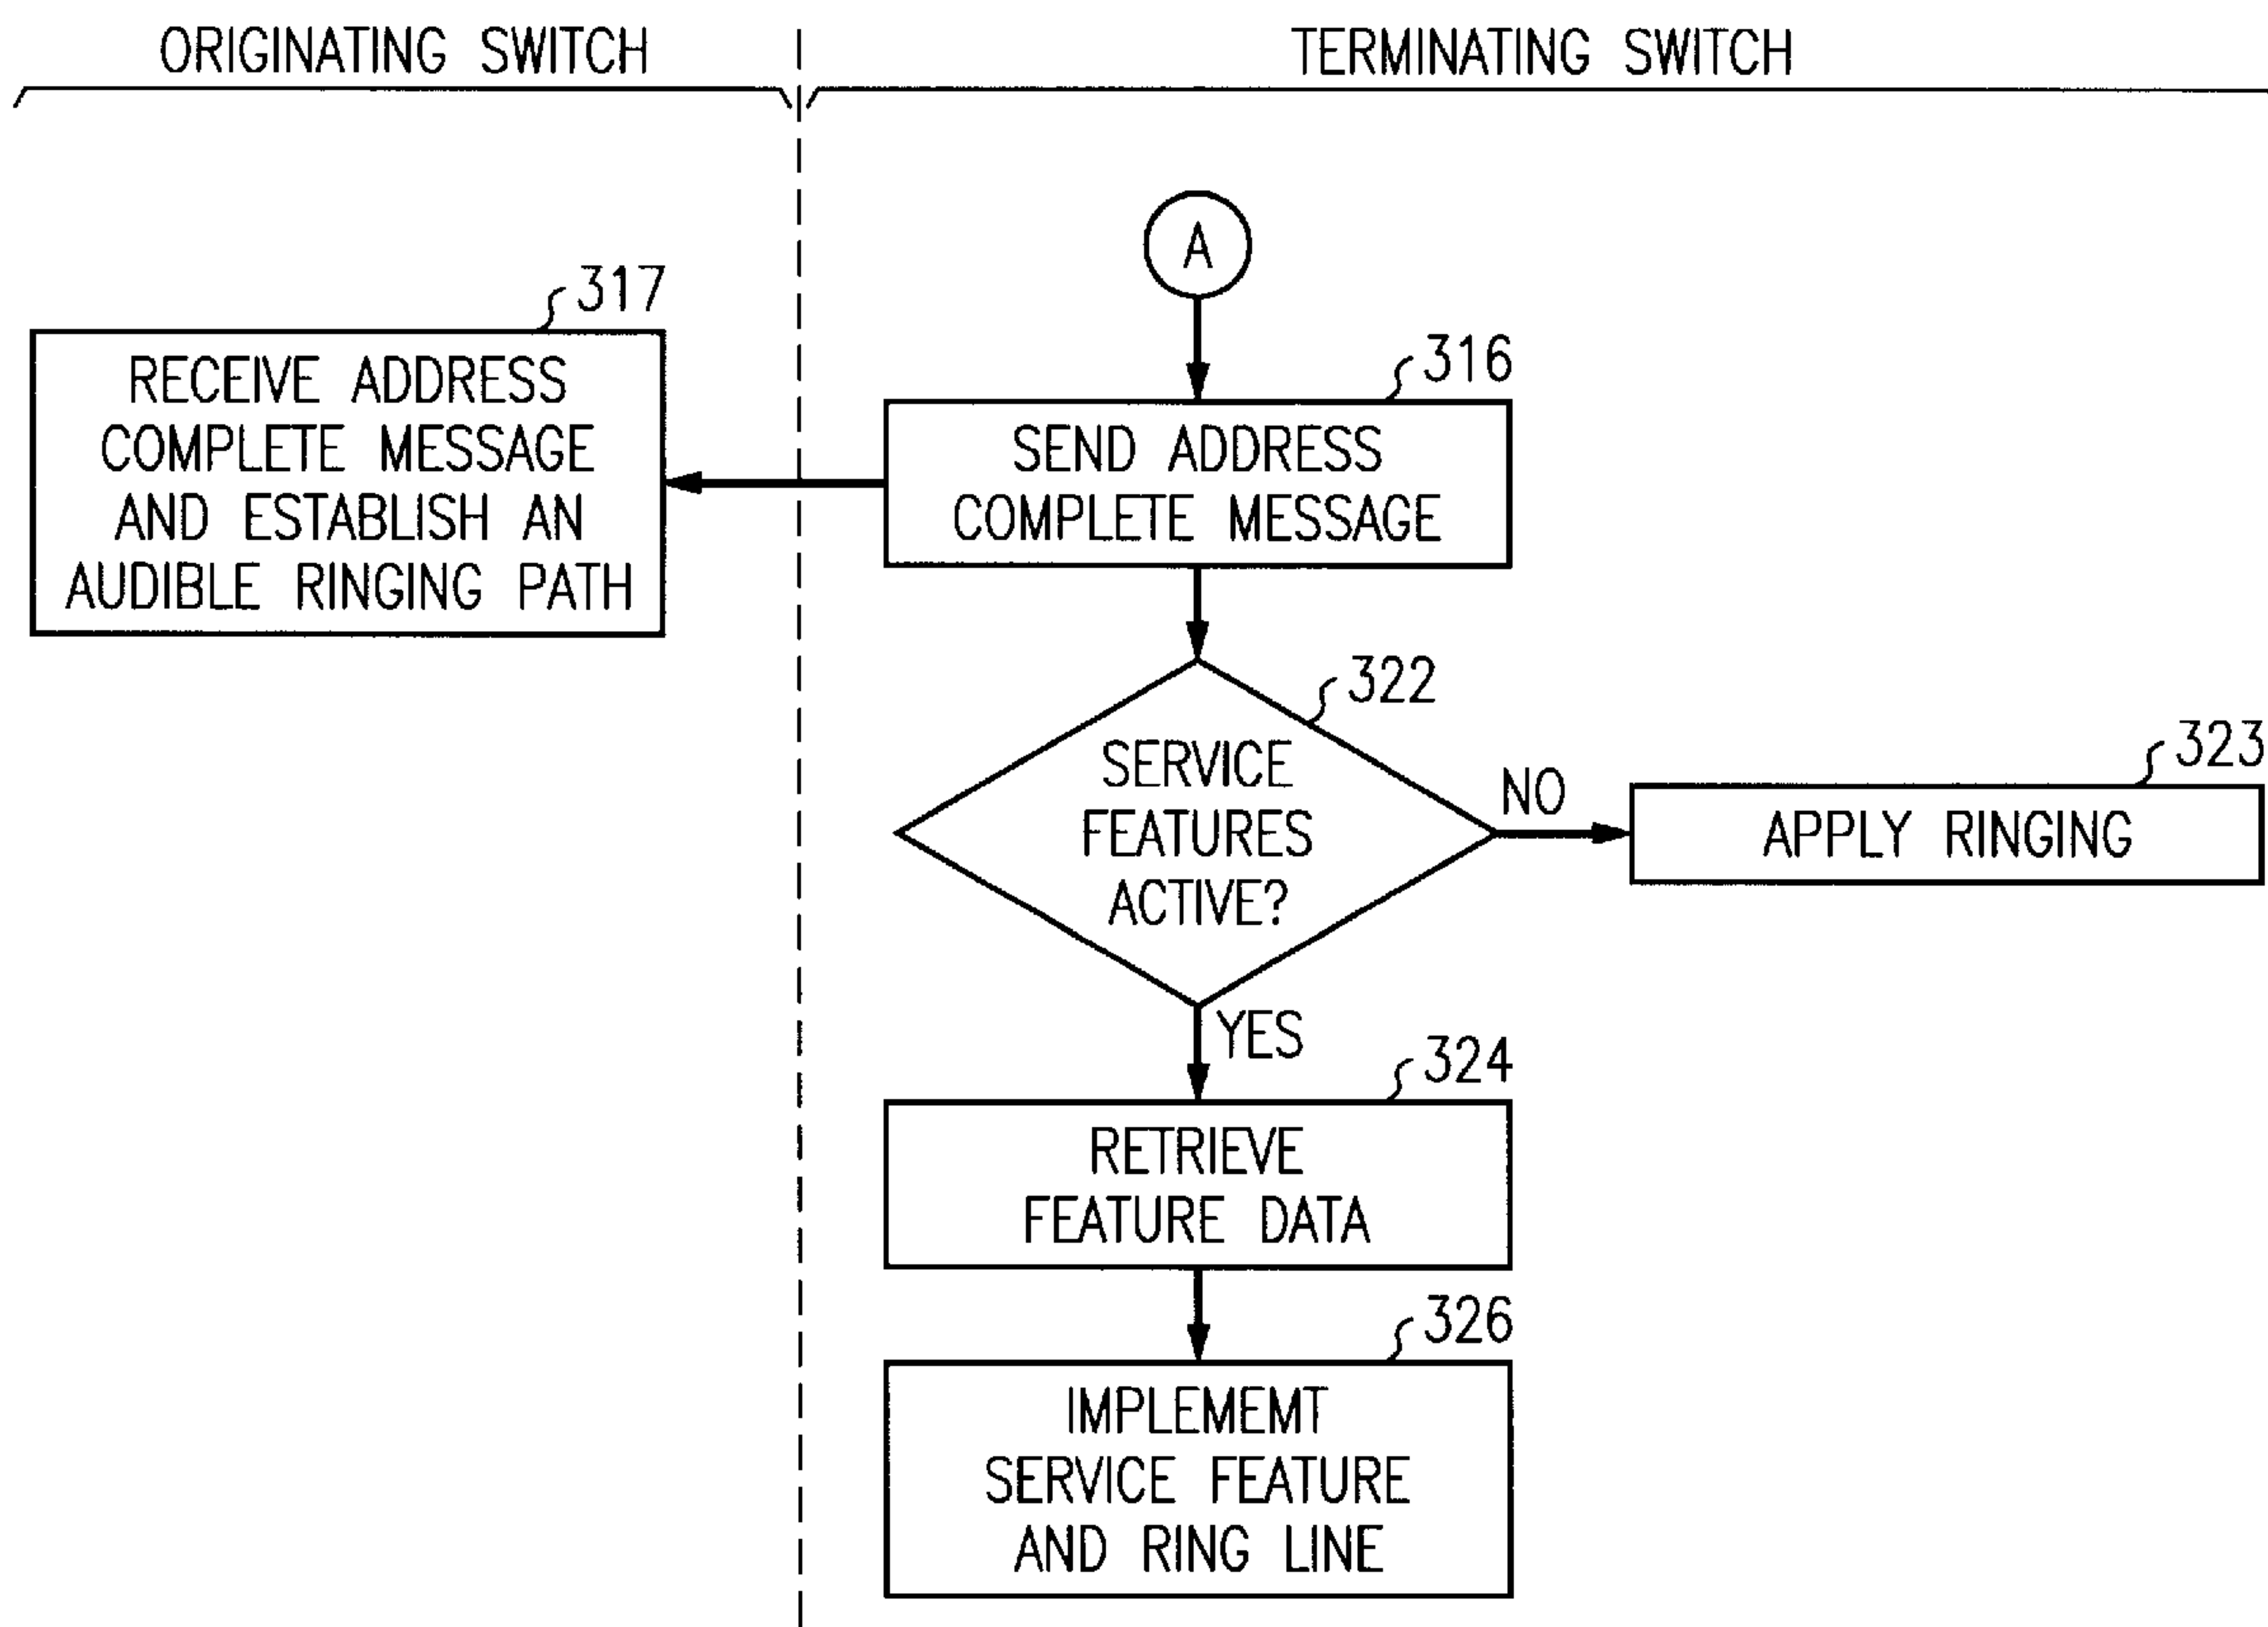 ORIGINATING SWITCH
TERMINATING SWITCH
A
317
RECEIVE ADDRESS
COMPLETE MESSAGE
AND ESTABLISH AN
AUDIBLE RINGING PATH
316
SEND ADDRESS
COMPLETE MESSAGE
322
SERVICE
FEATURES
ACTIVE?
NO
323
APPLY RINGING
YES
324
RETRIEVE
FEATURE DATA
326
IMPLEMEMT
SERVICE FEATURE
AND RING LINE